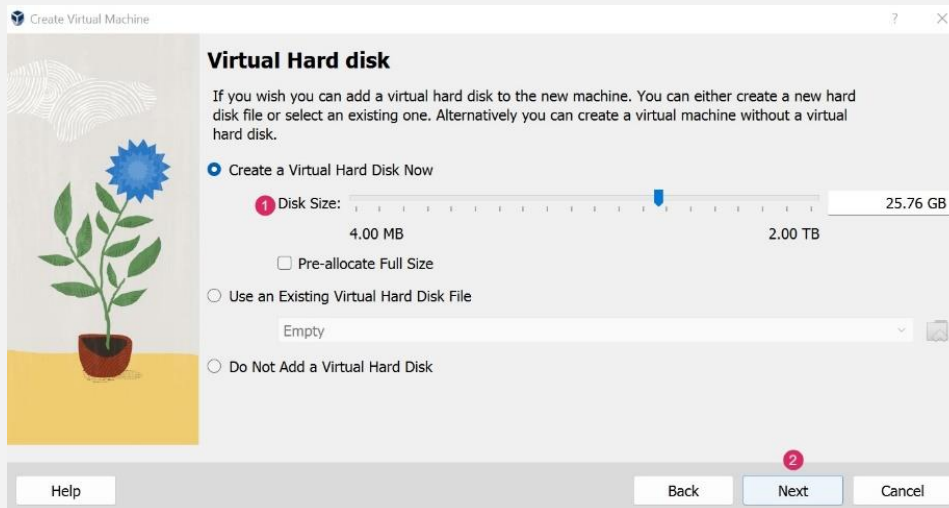 Create Virtual Machine
?
Virtual Hard disk
If you wish you can add a virtual hard disk to the new machine. You can either create a new hard
disk file or select an existing one. Alternatively you can create a virtual machine without a virtual
hard disk.
Create a Virtual Hard Disk Now
1 Disk Size: 25.76 GB
4.00 MB 2.00 TB
Pre-allocate Full Size
Use an Existing Virtual Hard Disk File
Empty
Do Not Add a Virtual Hard Disk
2
Help Back Next Cancel